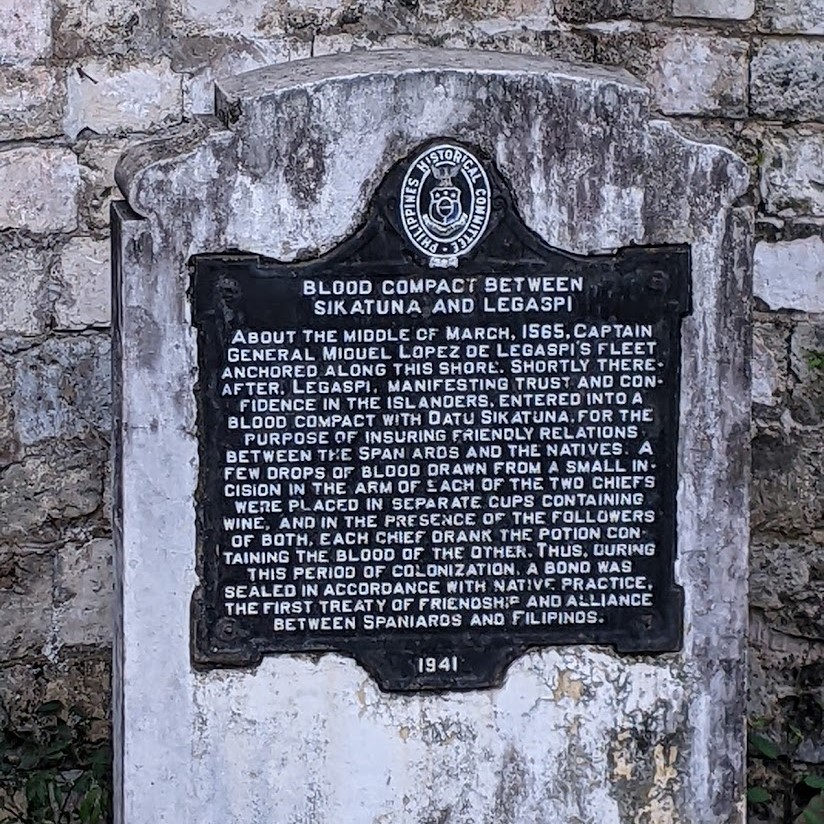 PHILIPPINES HISTORICAL COMMITTEE
BLOOD COMPACT BETWEEN
SIKATUNA AND LEGASPI
ABOUT THE MIDDLE OF MARCH, 1565, CAPTAIN
GENERAL MIGUEL LOPEZ DE LEGASPI'S FLEET
ANCHORED ALONG THIS SHORE. SHORTLY THERE-
AFTER, LEGASPI, MANIFESTING TRUST AND CON-
FIDENCE IN THE ISLANDERS, ENTERED INTO A
BLOOD COMPACT WITH DATU SIKATUNA, FOR THE
PURPOSE OF INSURING FRIENDLY RELATIONS
BETWEEN THE SPANIARDS AND THE NATIVES. A
FEW DROPS OF BLOOD DRAWN FROM A SMALL IN-
CISION IN THE ARM OF EACH OF THE TWO CHIEFS
WERE PLACED IN SEPARATE CUPS CONTAINING
WINE, AND IN THE PRESENCE OF THE FOLLOWERS
OF BOTH, EACH CHIEF DRANK THE POTION CON-
TAINING THE BLOOD OF THE OTHER. THUS, DURING
THIS PERIOD OF COLONIZATION, A BOND WAS
SEALED IN ACCORDANCE WITH NATIVE PRACTICE,
THE FIRST TREATY OF FRIENDSHIP AND ALLIANCE
BETWEEN SPANIARDS AND FILIPINOS.
1941